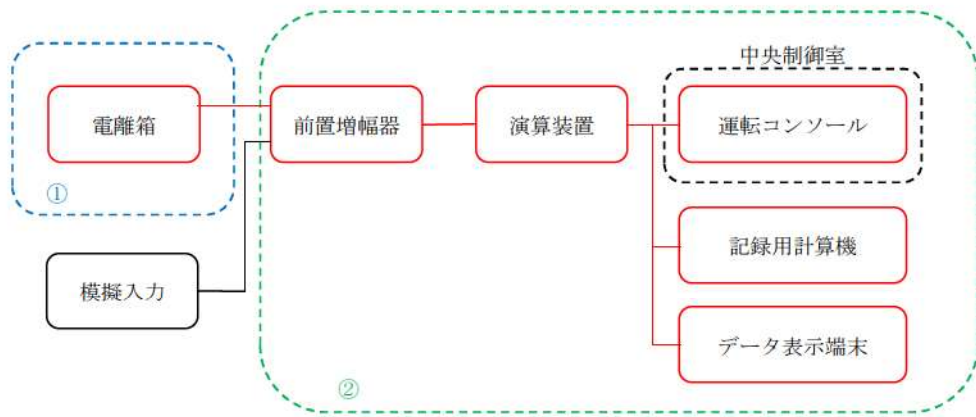 中央制御室
電離箱
前置増幅器
演算装置
運転コンソール
①
模擬入力
記録用計算機
データ表示端末
②